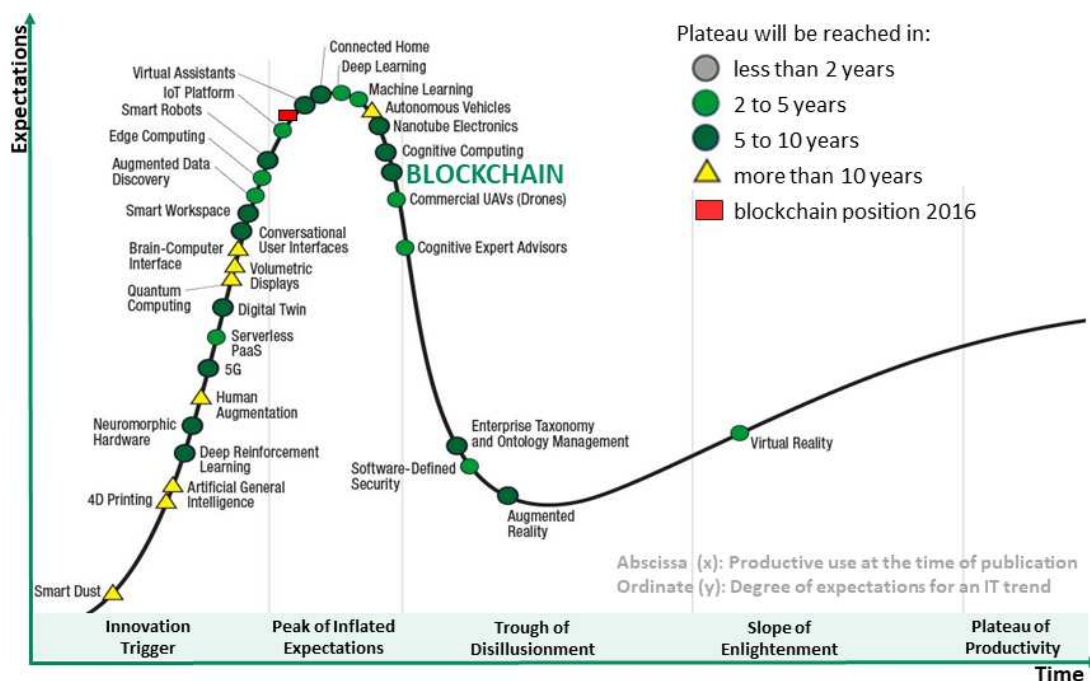 Expectations
Plateau will be reached in:
less than 2 years
2 to 5 years
5 to 10 years
more than 10 years
blockchain position 2016
Connected Home
Deep Learning
Virtual Assistants
IoT Platform
Smart Robots
Edge Computing
Augmented Data
Discovery
Smart Workspace
Conversational
User Interfaces
Brain-Computer
Interface
Volumetric
Displays
Quantum
Computing
Digital Twin
Serverless
PaaS
5G
Human
Augmentation
Neuromorphic
Hardware
Deep Reinforcement
Learning
Artificial General
Intelligence
4D Printing
Smart Dust
Machine Learning
Autonomous Vehicles
Nanotube Electronics
Cognitive Computing
BLOCKCHAIN
Commercial UAVs (Drones)
Cognitive Expert Advisors
Enterprise Taxonomy
and Ontology Management
Software-Defined
Security
Augmented
Reality
Virtual Reality
Abscissa (x): Productive use at the time of publication
Ordinate (y): Degree of expectations for an IT trend
Innovation
Trigger
Peak of Inflated
Expectations
Trough of
Disillusionment
Slope of
Enlightenment
Plateau of
Productivity
Time